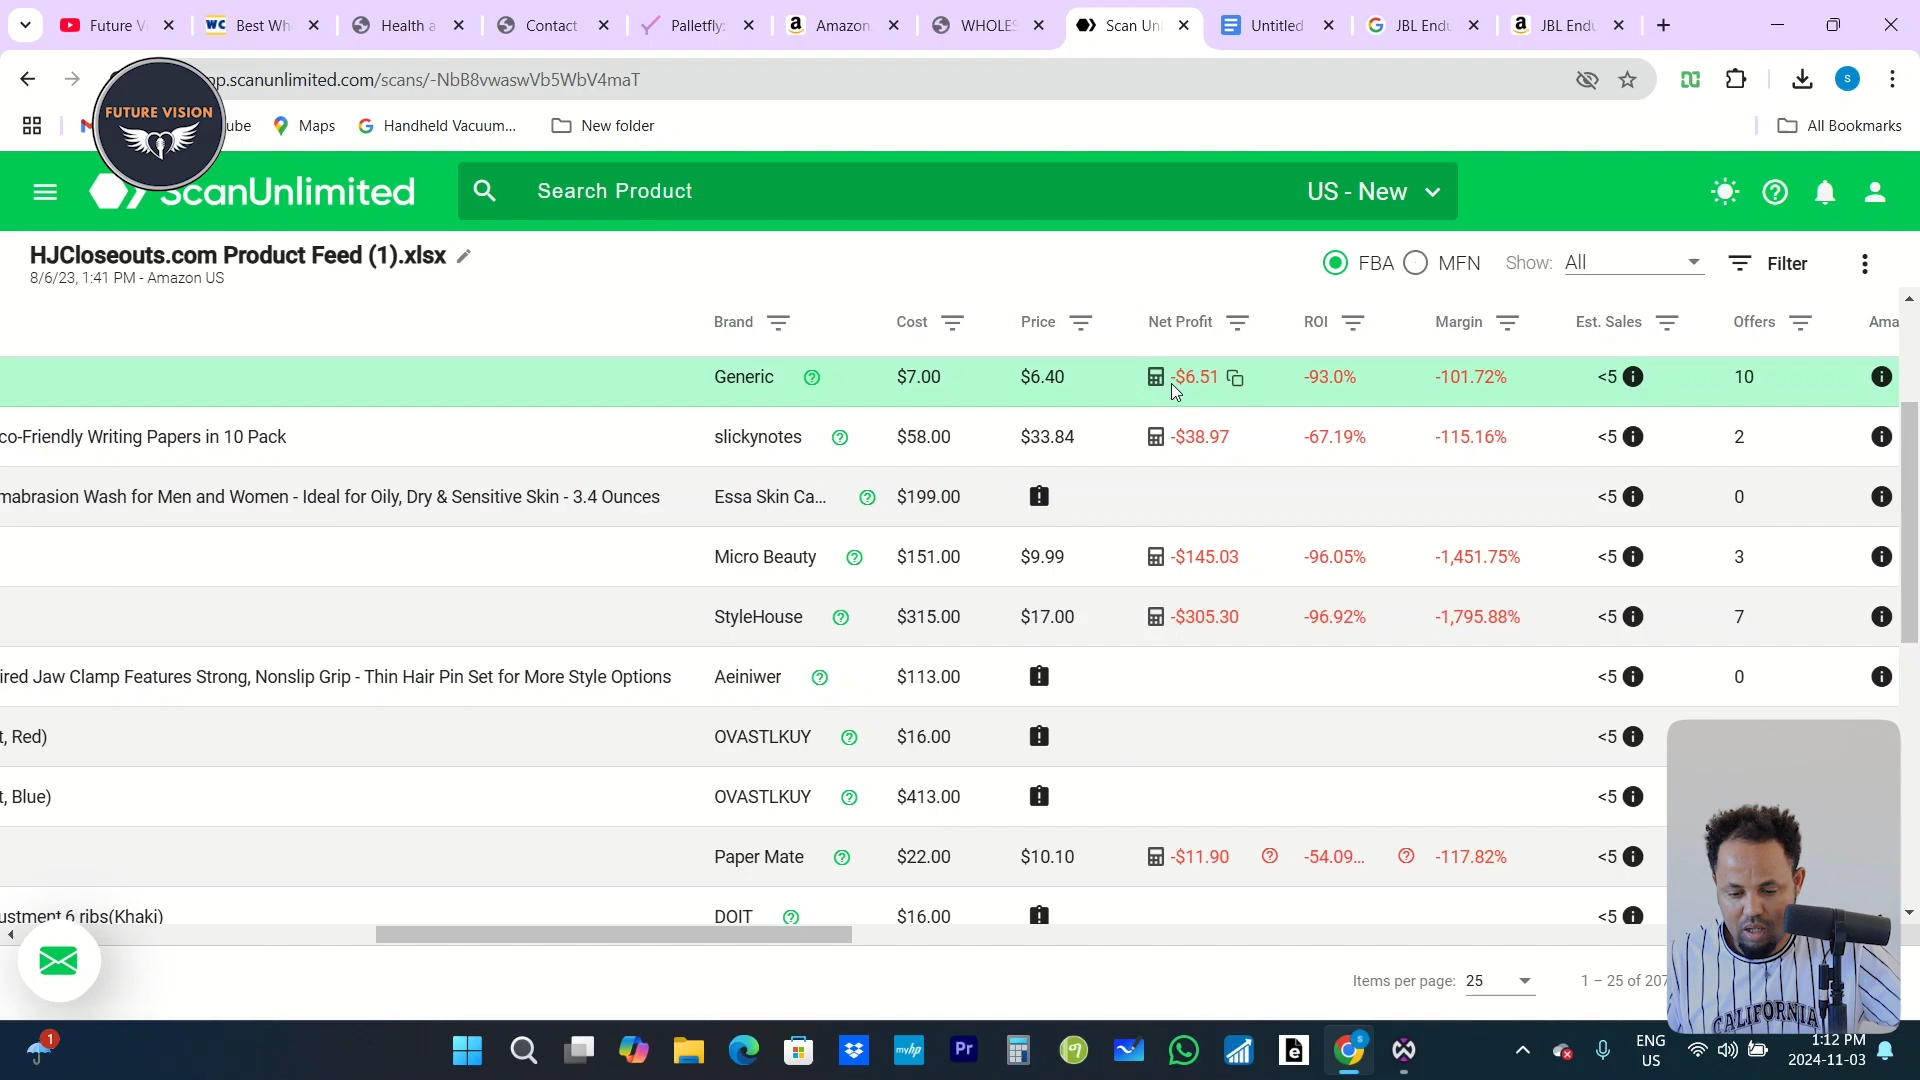 Future V
Best Wh
Health a
Contact
Palletfly:
Amazon.
WHOLES
Scan Unl
Untitled
JBL Endu
JBL Endu
pp.scanunlimited.com/scans/-NbB8vwaswVb5WbV4maT
S
FUTURE VISION
ube
Maps
Handheld Vacuum...
New folder
All Bookmarks
ScanUnlimited
Search Product
US - New
HJCloseouts.com Product Feed (1).xlsx
8/6/23, 1:41 PM - Amazon US
FBA
MFN
Show: All
Filter
Brand Cost Price Net Profit ROI Margin Est. Sales Offers Ama
Generic $7.00 $6.40 -$6.51 -93.0% -101.72% <5 10
co-Friendly Writing Papers in 10 Pack slickynotes $58.00 $33.84 -$38.97 -67.19% -115.16% <5 2
mabrasion Wash for Men and Women - Ideal for Oily, Dry & Sensitive Skin - 3.4 Ounces Essa Skin Ca... $199.00 <5 0
Micro Beauty $151.00 $9.99 -$145.03 -96.05% -1,451.75% <5 3
StyleHouse $315.00 $17.00 -$305.30 -96.92% -1,795.88% <5 7
ired Jaw Clamp Features Strong, Nonslip Grip - Thin Hair Pin Set for More Style Options Aeiniwer $113.00 <5 0
t, Red) OVASTLKUY $16.00 <5
t, Blue) OVASTLKUY $413.00 <5
Paper Mate $22.00 $10.10 -$11.90 -54.09... -117.82% <5
ustment 6 ribs(Khaki) DOIT $16.00 <5
Items per page: 25
1 – 25 of 207
CALIFORNIA
1
myhp
Pr
ENG
US
1:12 PM
2024-11-03